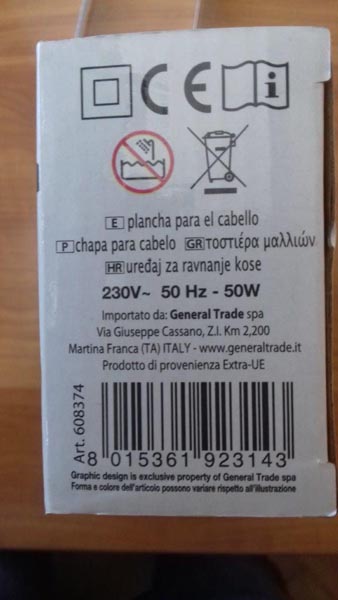 CE i
E plancha para el cabello
P chapa para cabelo GR τοστιέρα μαλλιών
HR uređaj za ravnanje kose
230V~ 50 Hz - 50W
Importato da: General Trade spa
Via Giuseppe Cassano, Z.I. Km 2,200
Martina Franca (TA) ITALY - www.generaltrade.it
Prodotto di provenienza Extra-UE
Art. 608374
8 015361 923143
Graphic design is exclusive property of General Trade spa
Forma e colore dell'articolo possono variare rispetto all'illustrazione